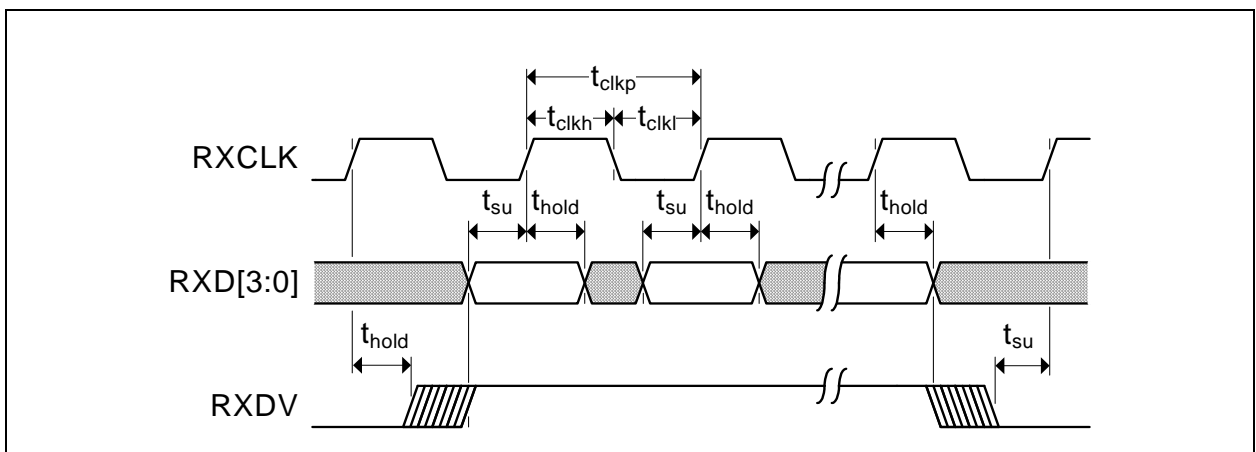 tclkp
tclkh tclkl
RXCLK
tsu thold tsu thold thold
RXD[3:0]
thold tsu
RXDV